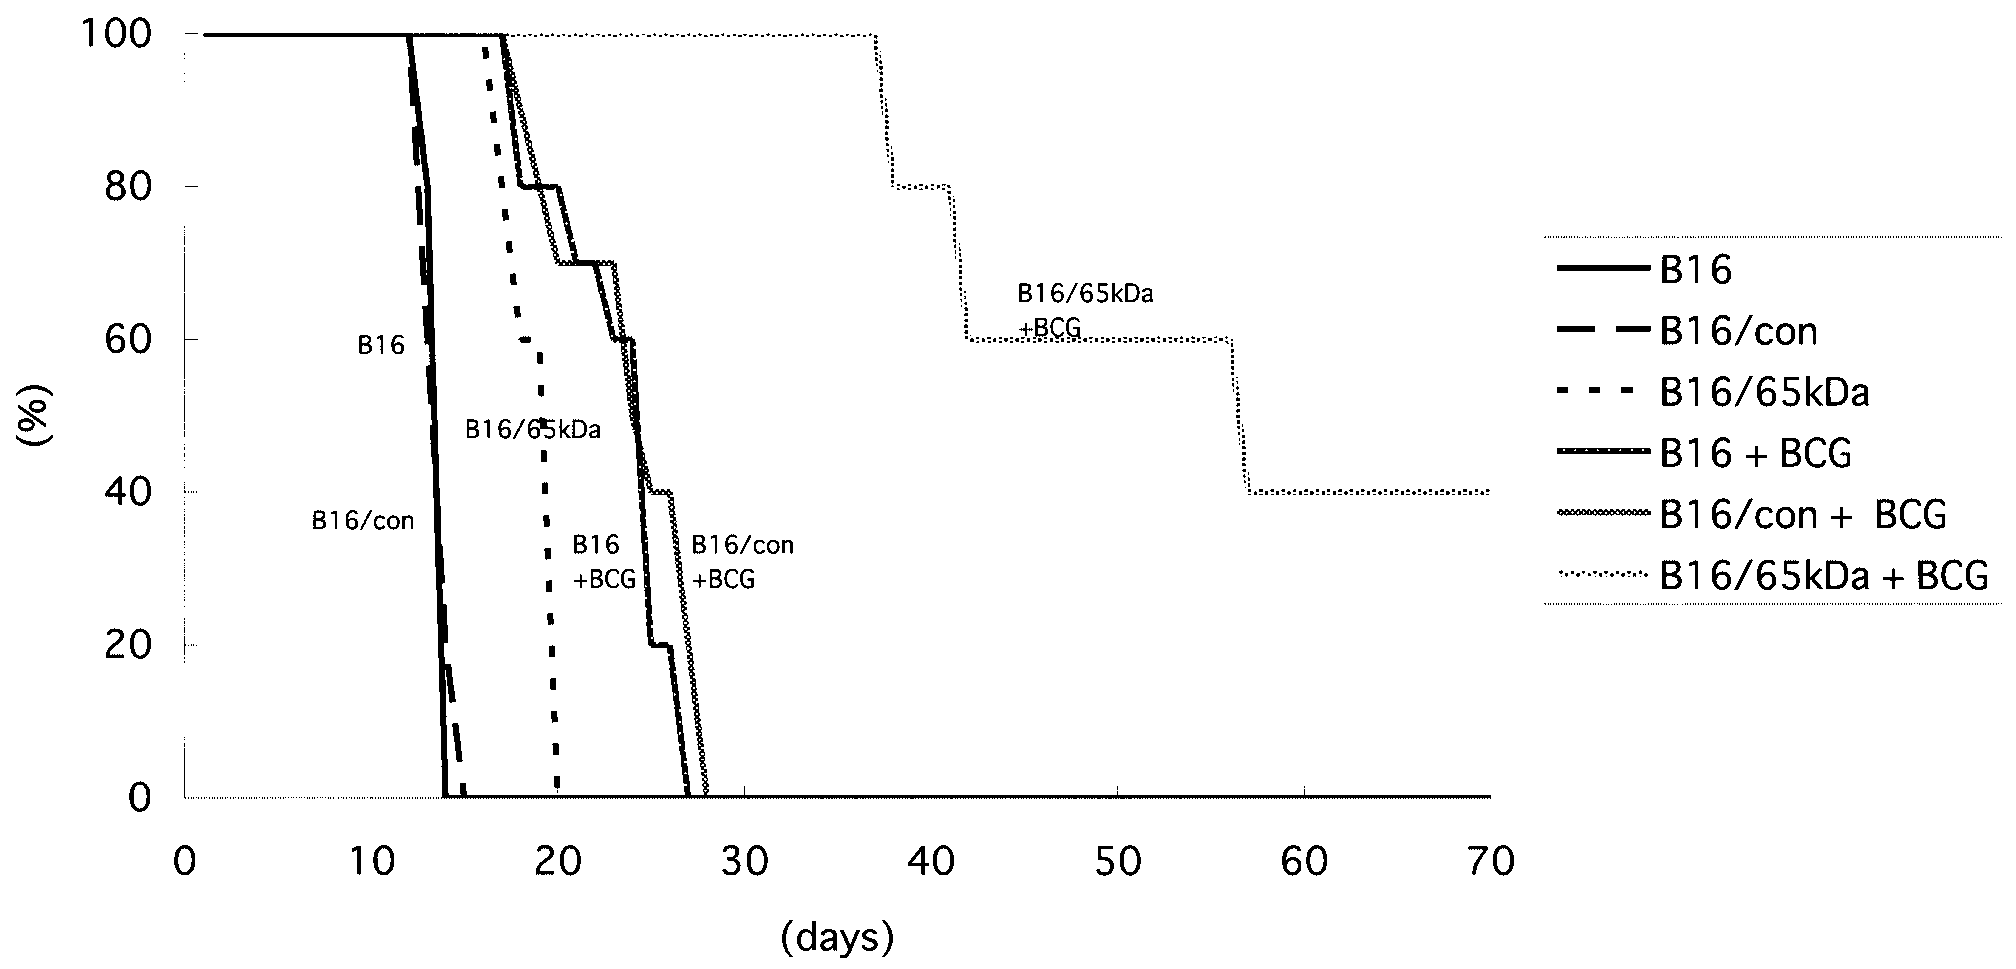 100
80
60
40
20
0
(%)
0 10 20 30 40 50 60 70
(days)
B16
B16/con
B16/65kDa
B16
+BCG
B16/con
+BCG
B16/65kDa
+BCG
B16
B16/con
B16/65kDa
B16 + BCG
B16/con + BCG
B16/65kDa + BCG